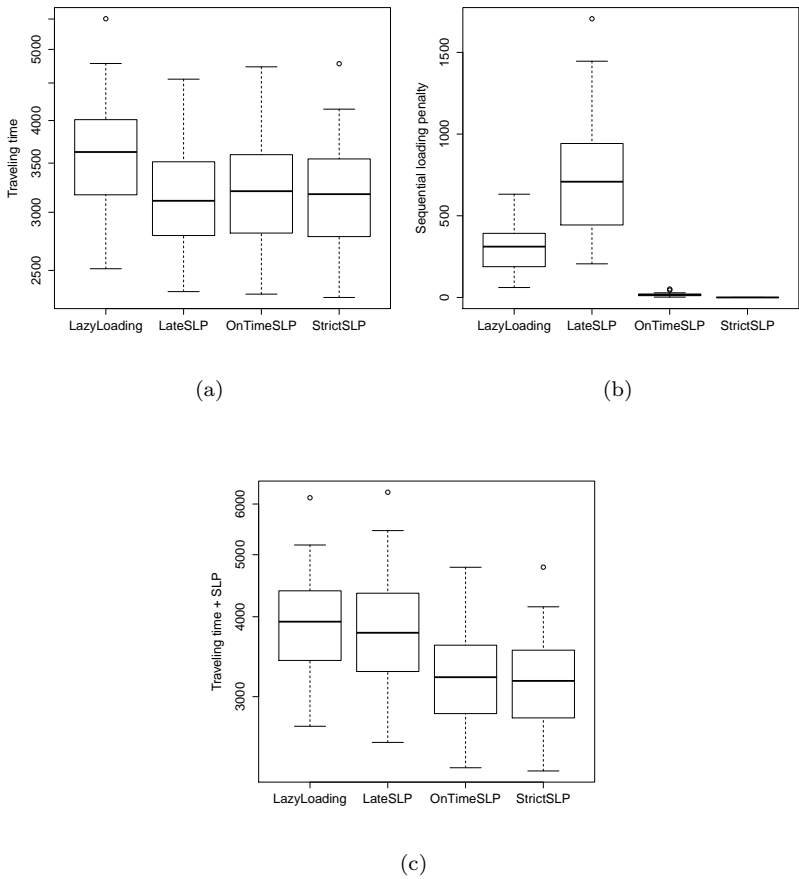 Traveling time
5000
4000
3500
3000
2500
LazyLoading LateSLP OnTimeSLP StrictSLP
(a)
Sequential loading penalty
1500
1000
500
0
LazyLoading LateSLP OnTimeSLP StrictSLP
(b)
Traveling time + SLP
6000
5000
4000
3000
LazyLoading LateSLP OnTimeSLP StrictSLP
(c)